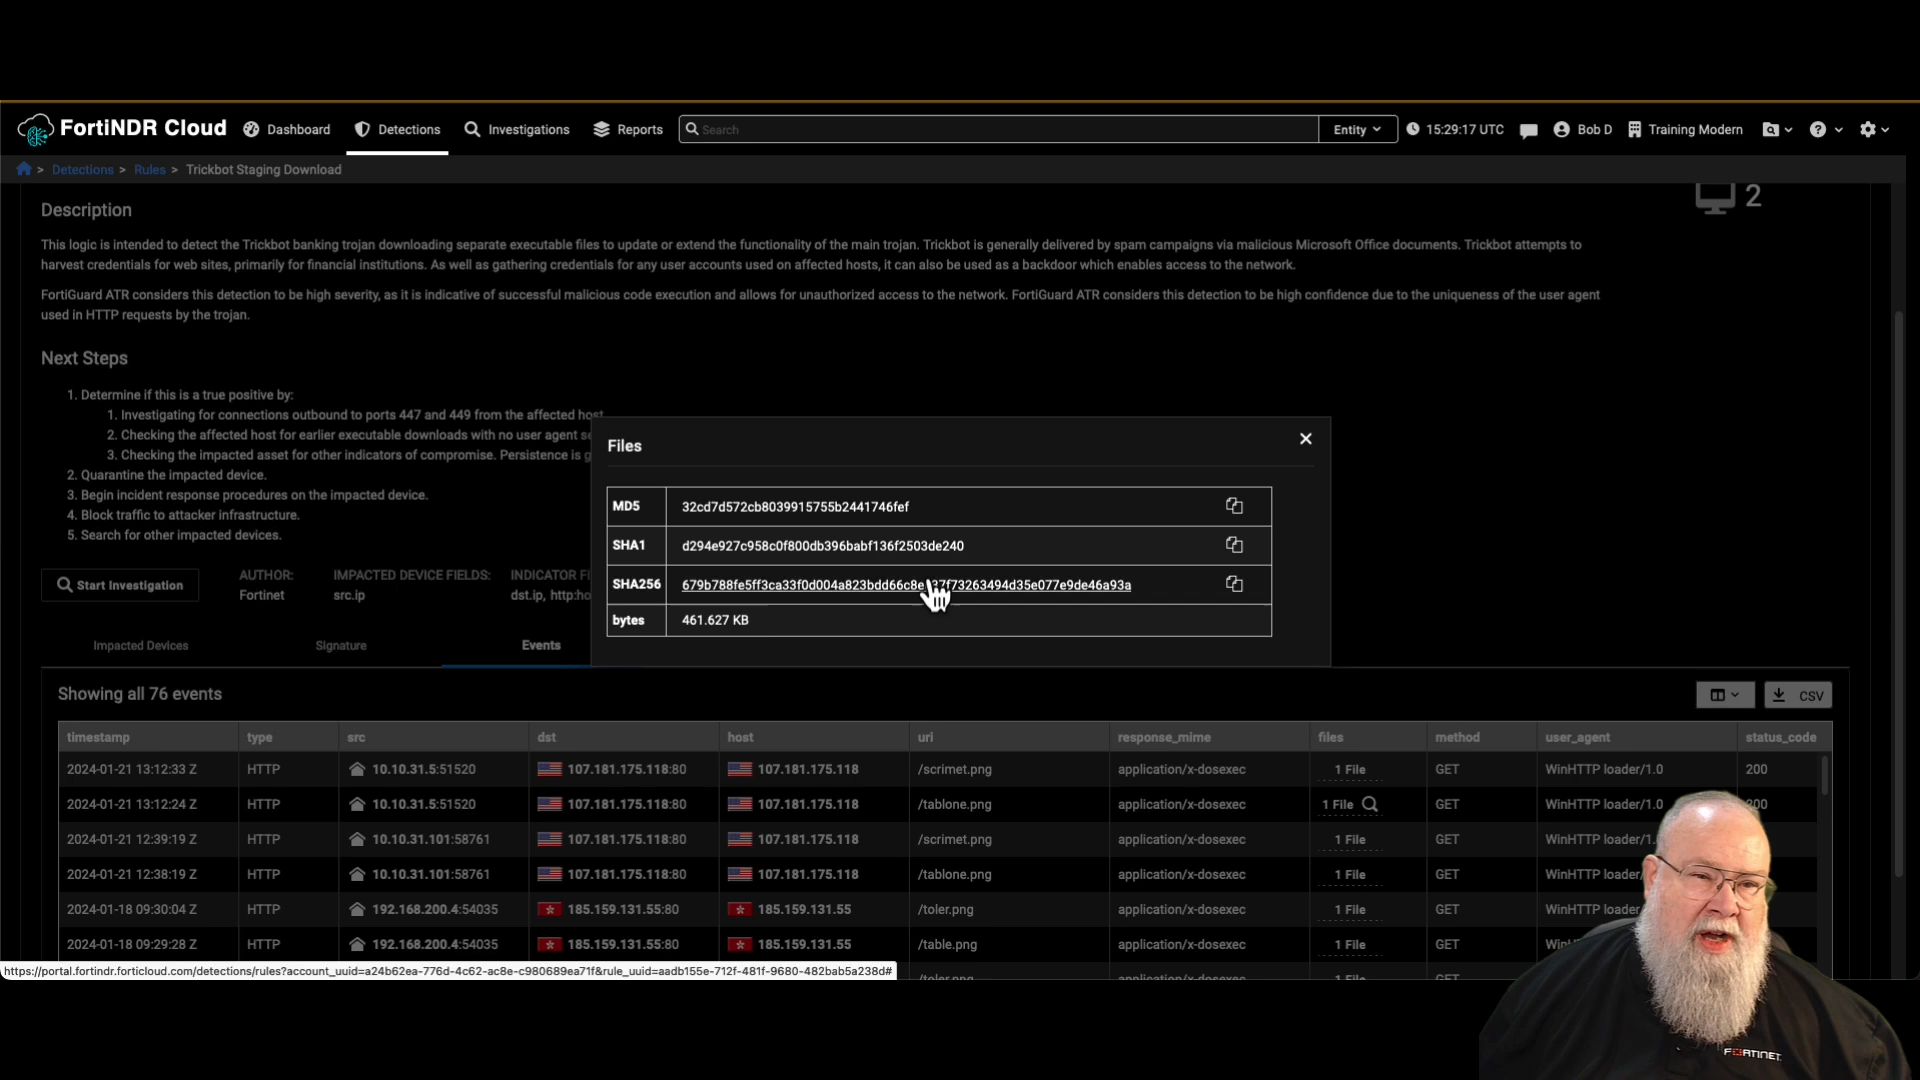 FortiNDR Cloud Dashboard Detections Investigations Reports Search Entity 15:29:17 UTC Bob D Training Modern
> Detections > Rules > Trickbot Staging Download
Description
2
This logic is intended to detect the Trickbot banking trojan downloading separate executable files to update or extend the functionality of the main trojan. Trickbot is generally delivered by spam campaigns via malicious Microsoft Office documents. Trickbot attempts to
harvest credentials for web sites, primarily for financial institutions. As well as gathering credentials for any user accounts used on affected hosts, it can also be used as a backdoor which enables access to the network.
FortiGuard ATR considers this detection to be high severity, as it is indicative of successful malicious code execution and allows for unauthorized access to the network. FortiGuard ATR considers this detection to be high confidence due to the uniqueness of the user agent
used in HTTP requests by the trojan.
Next Steps
1. Determine if this is a true positive by:
1. Investigating for connections outbound to ports 447 and 449 from the affected host
2. Checking the affected host for earlier executable downloads with no user agent
3. Checking the impacted asset for other indicators of compromise. Persistence is
2. Quarantine the impacted device.
3. Begin incident response procedures on the impacted device.
4. Block traffic to attacker infrastructure.
5. Search for other impacted devices.
Files
MD5 32cd7d572cb8039915755b2441746fef
SHA1 d294e927c958c0f800db396babf136f2503de240
SHA256 679b788fe5ff3ca33f0d004a823bdd66c8e 37f73263494d35e077e9de46a93a
bytes 461.627 KB
Start Investigation AUTHOR: IMPACTED DEVICE FIELDS: INDICATOR
Fortinet src.ip dst.ip,
Impacted Devices Signature Events
Showing all 76 events CSV
timestamp type src dst host uri response_mime files method user_agent status_code
2024-01-21 13:12:33 Z HTTP 10.10.31.5:51520 107.181.175.118:80 107.181.175.118 /scrimet.png application/x-dosexec 1 File GET WinHTTP loader/1.0 200
2024-01-21 13:12:24 Z HTTP 10.10.31.5:51520 107.181.175.118:80 107.181.175.118 /tablone.png application/x-dosexec 1 File GET WinHTTP loader/1.0 200
2024-01-21 12:39:19 Z HTTP 10.10.31.101:58761 107.181.175.118:80 107.181.175.118 /scrimet.png application/x-dosexec 1 File GET WinHTTP loader/1.
2024-01-21 12:38:19 Z HTTP 10.10.31.101:58761 107.181.175.118:80 107.181.175.118 /tablone.png application/x-dosexec 1 File GET WinHTTP loader/
2024-01-18 09:30:04 Z HTTP 192.168.200.4:54035 185.159.131.55:80 185.159.131.55 /toler.png application/x-dosexec 1 File GET WinHTTP loader
2024-01-18 09:29:28 Z HTTP 192.168.200.4:54035 185.159.131.55:80 185.159.131.55 /table.png application/x-dosexec 1 File GET WinHTTP
https://portal.fortindr.forticloud.com/detections/rules?account_uuid=a24b62ea-776d-4c62-ac8e-c980689ea71f&rule_uuid=aadb155e-712f-481f-9680-482bab5a238d#
FORTINET